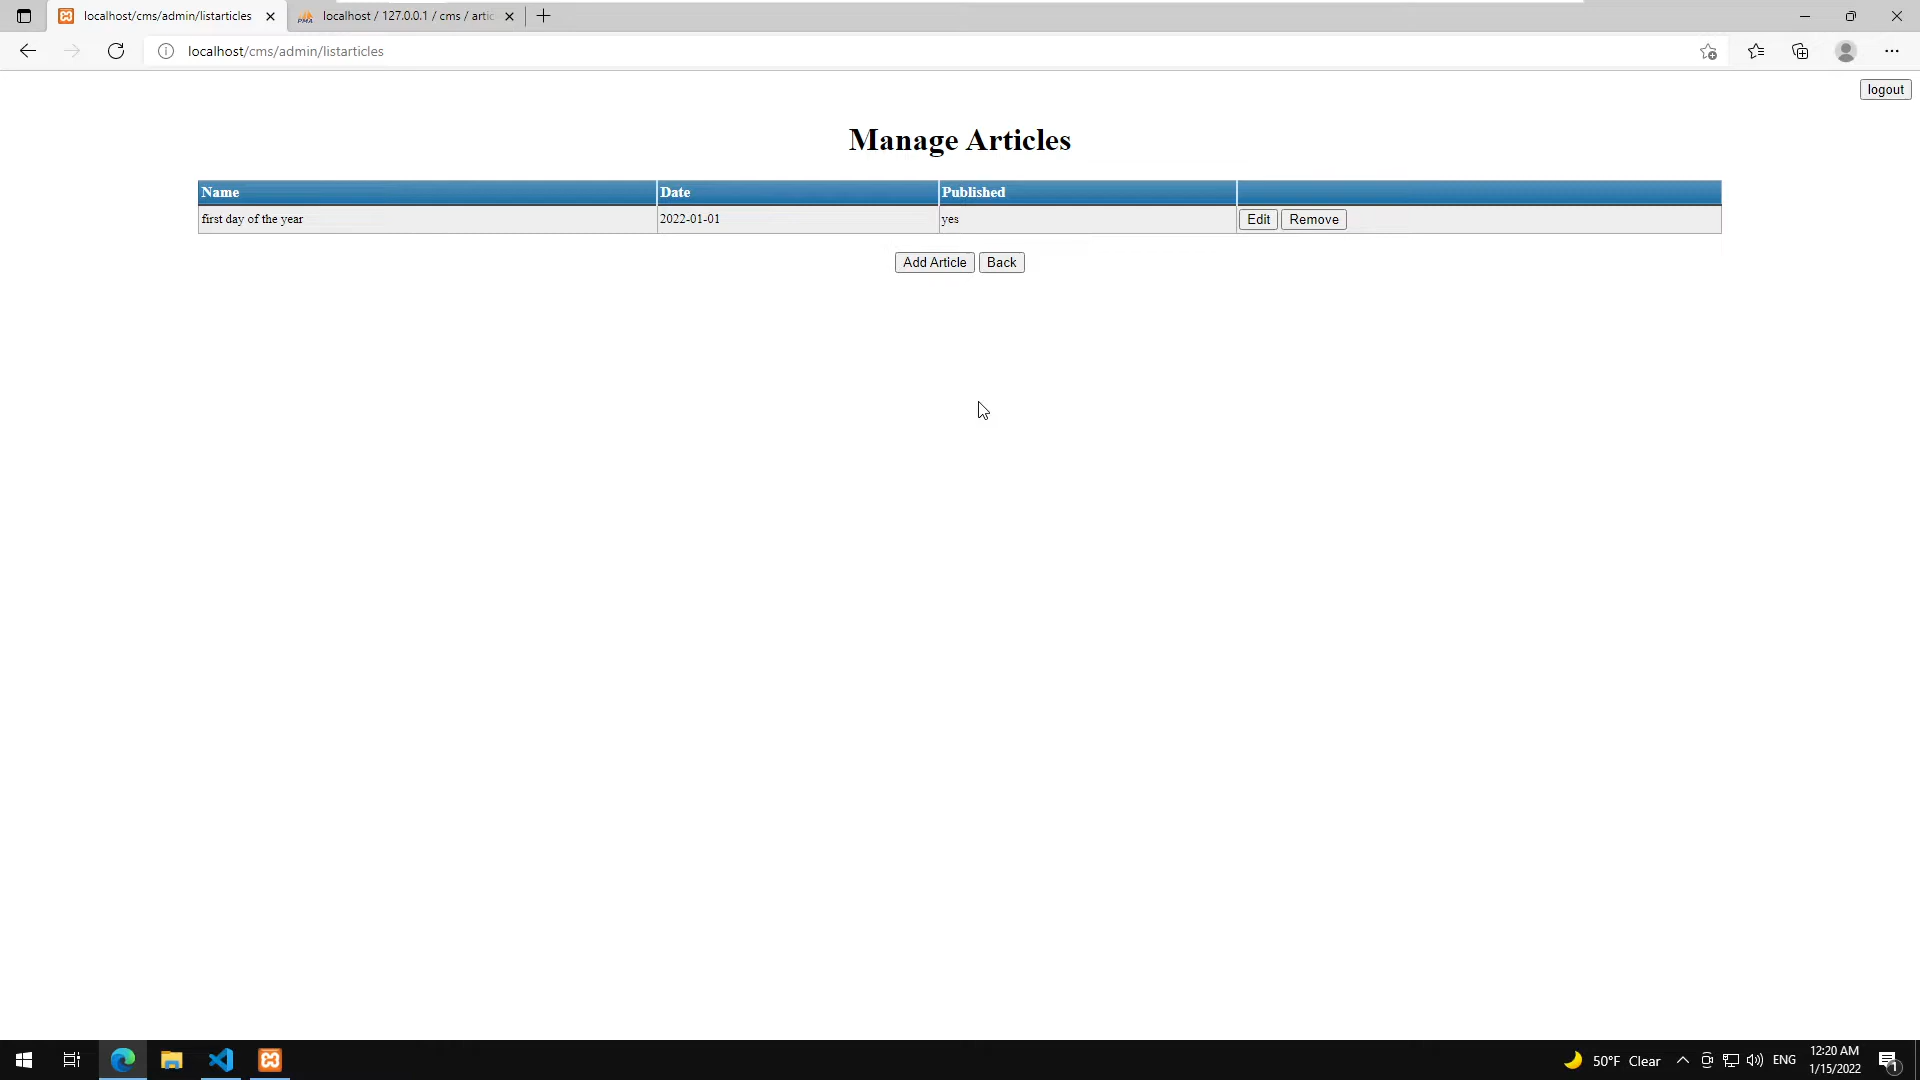 localhost/cms/admin/listarticles
localhost / 127.0.0.1 / cms / artic
localhost/cms/admin/listarticles
logout
Manage Articles
Name Date Published
first day of the year 2022-01-01 yes Edit Remove
Add Article Back
50°F Clear ENG 12:20 AM
1/15/2022
1